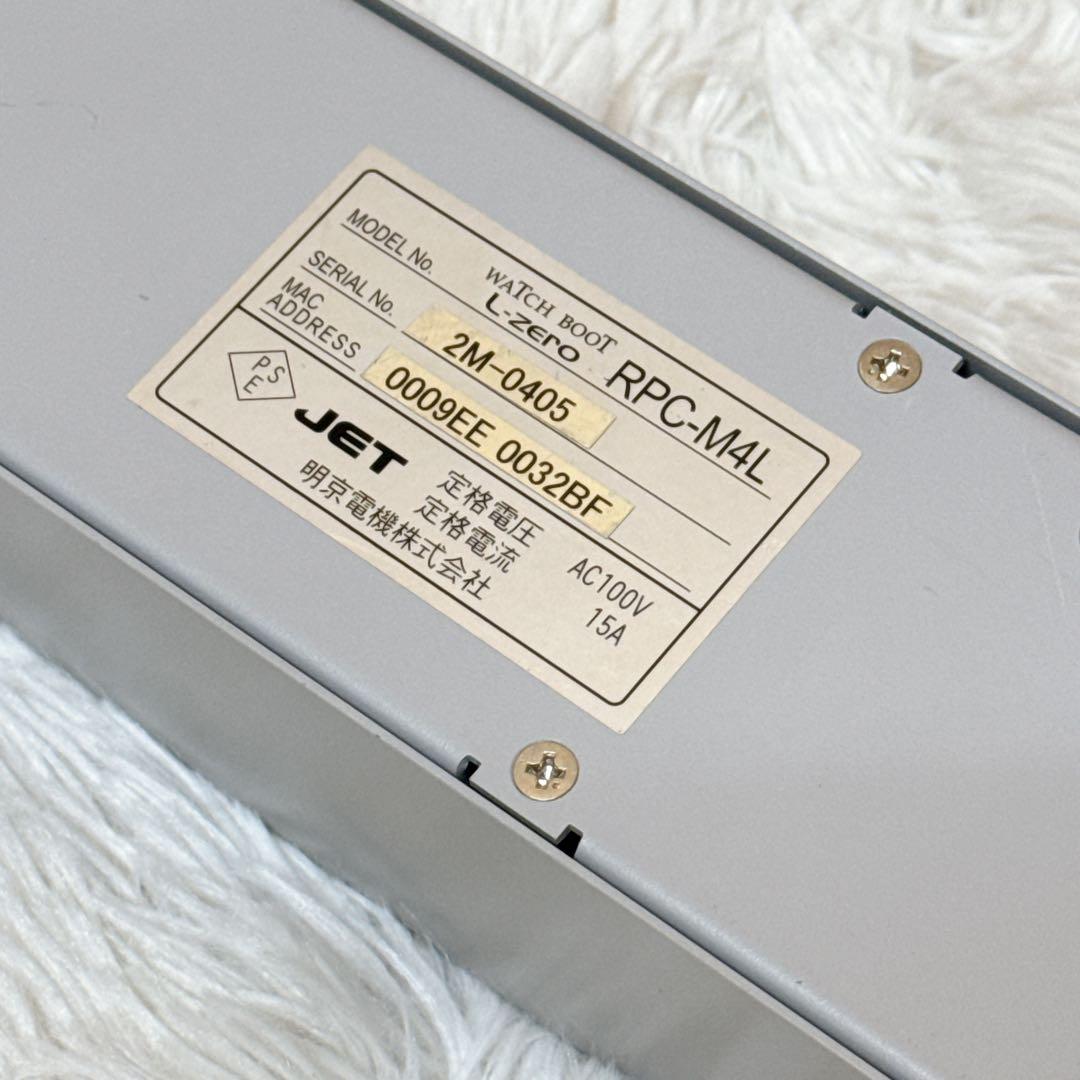 MODEL No. WATCH BOOT L-zero RPC-M4L
SERIAL No. 2M-0405
MAC ADDRESS 0009EE 0032BF
PSE
JET
定格電圧 AC100V
定格電流 15A
明京電機株式会社